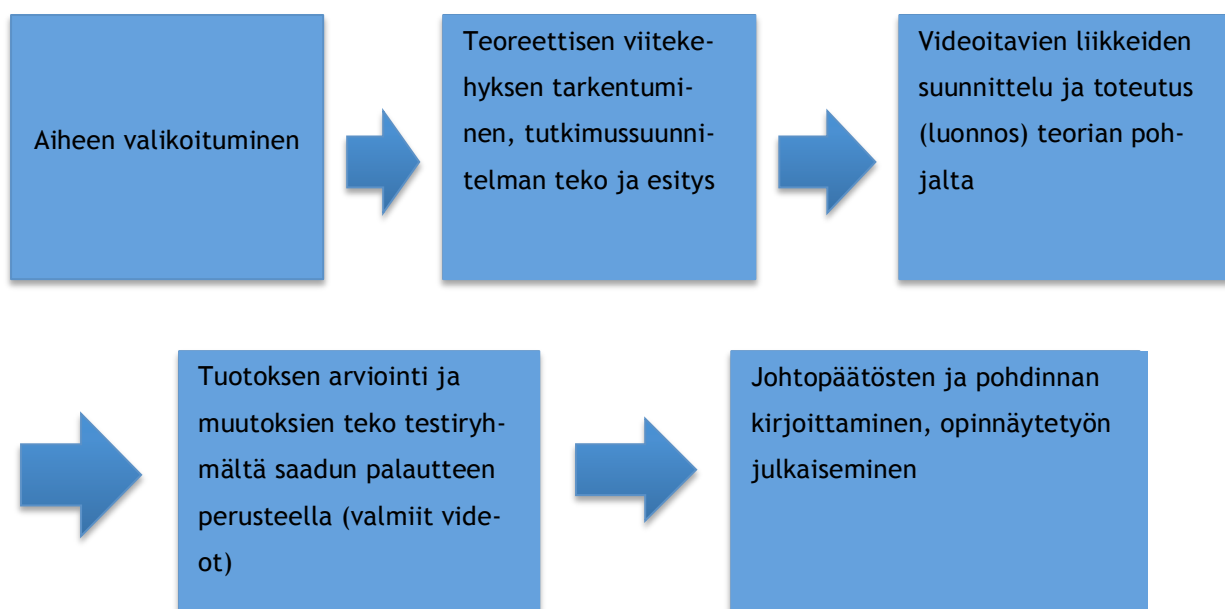 Aiheen valikoituminen
Teoreettisen viiteke-
hyksen tarkentumi-
nen, tutkimussuunni-
telman teko ja esitys
Videoitavien liikkeiden
suunnittelu ja toteutus
(luonnos) teorian poh-
jalta
Tuotoksen arviointi ja
muutoksien teko testiryh-
mältä saadun palautteen
perusteella (valmiit vide-
ot)
Johtopäätösten ja pohdinnan
kirjoittaminen, opinnäytetyön
julkaiseminen